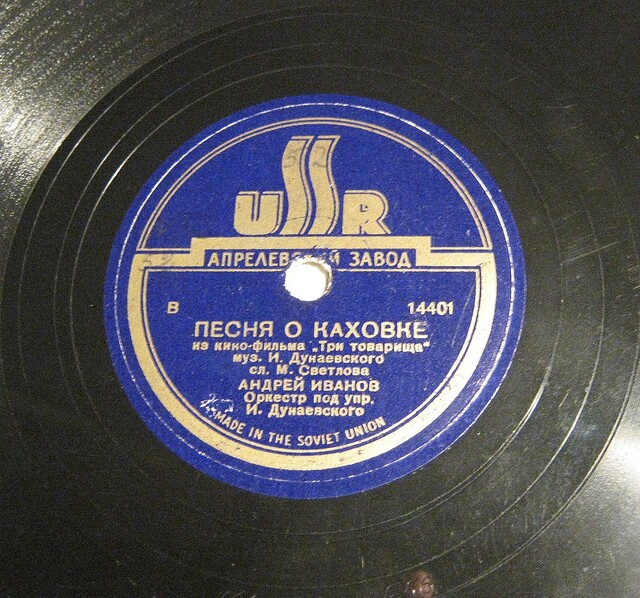 USSR
АПРЕЛЕВСКИЙ ЗАВОД
В 14401
ПЕСНЯ О КАХОВКЕ
из кино-фильма „Три товарища"
муз. И. Дунаевского
сл. М. Светлова
АНДРЕЙ ИВАНОВ
Оркестр под упр.
И. Дунаевского
MADE IN THE SOVIET UNION